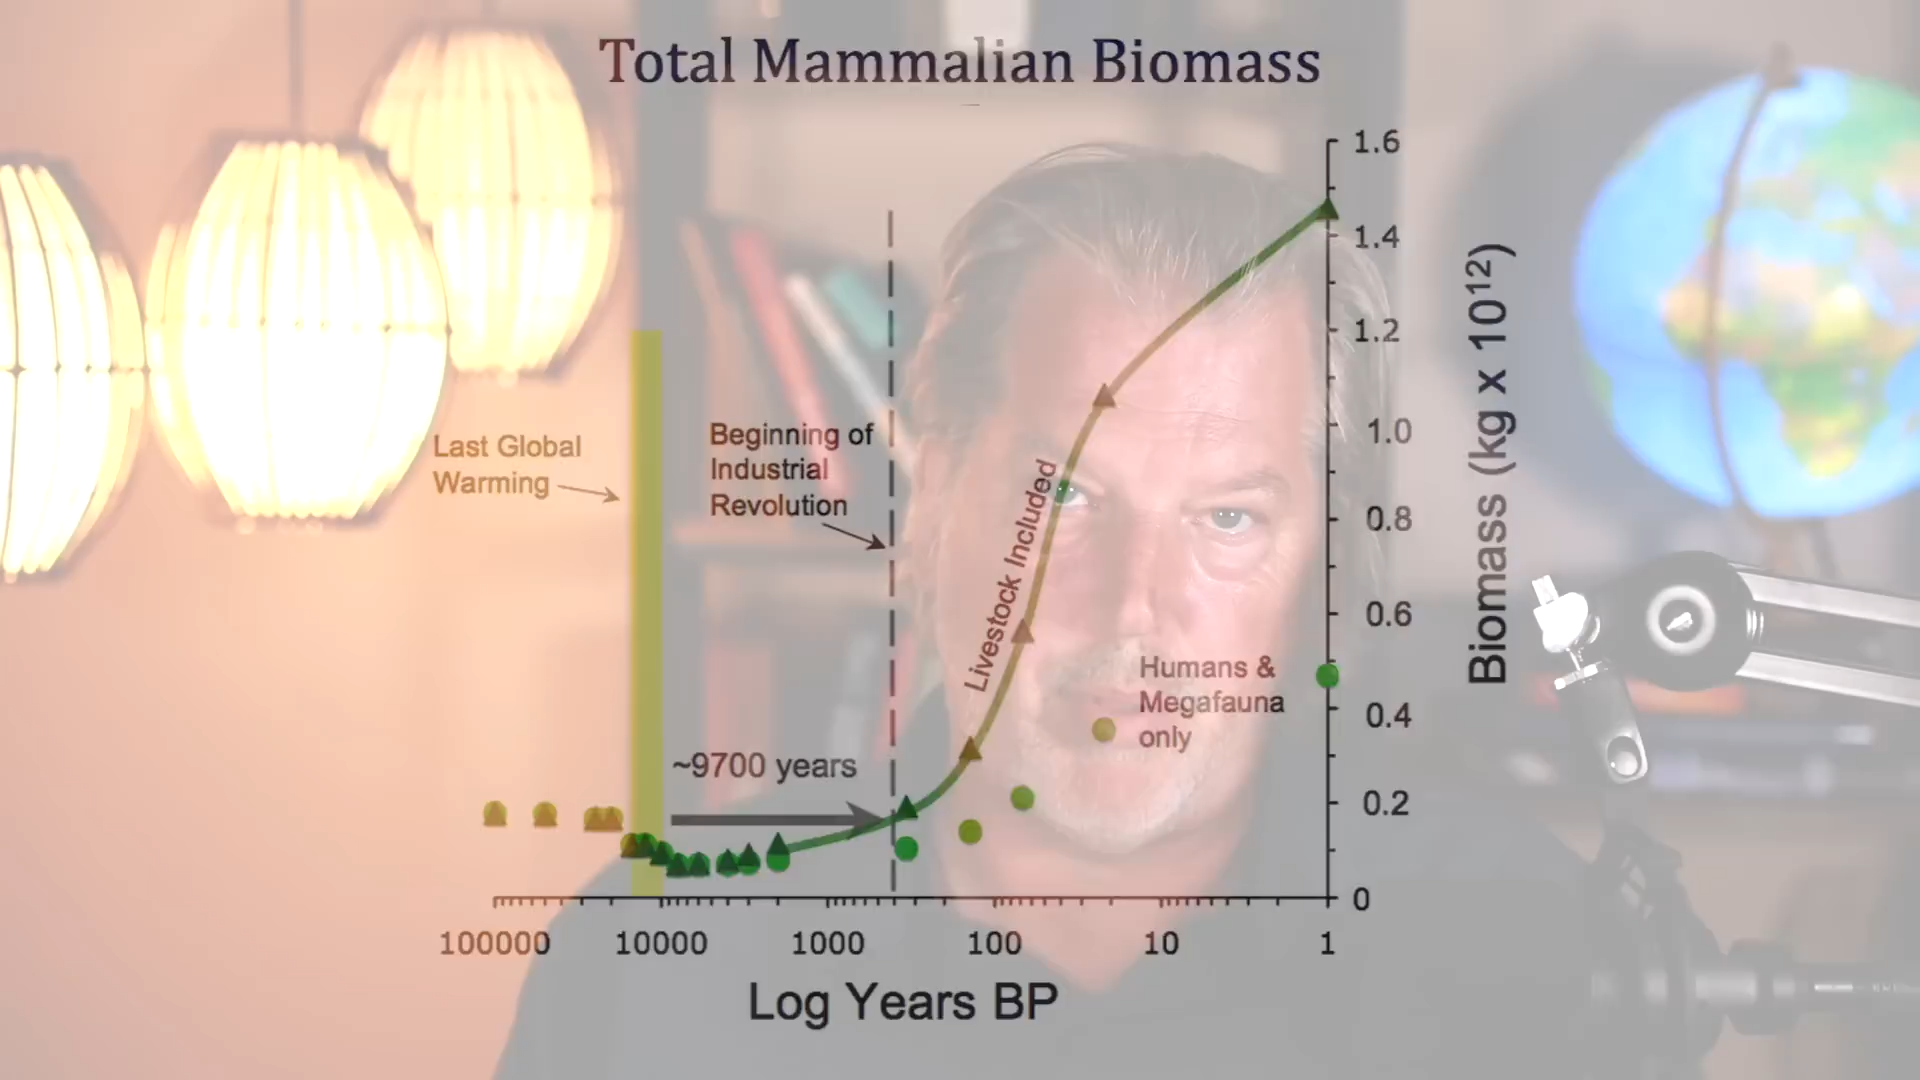 Total Mammalian Biomass
1.6
1.4
1.2
1.0
0.8
0.6
0.4
0.2
0
Biomass (kg x 10¹²)
Last Global
Warming
Beginning of
Industrial
Revolution
Livestock Included
Humans &
Megafauna
only
~9700 years
100000 10000 1000 100 10 1
Log Years BP